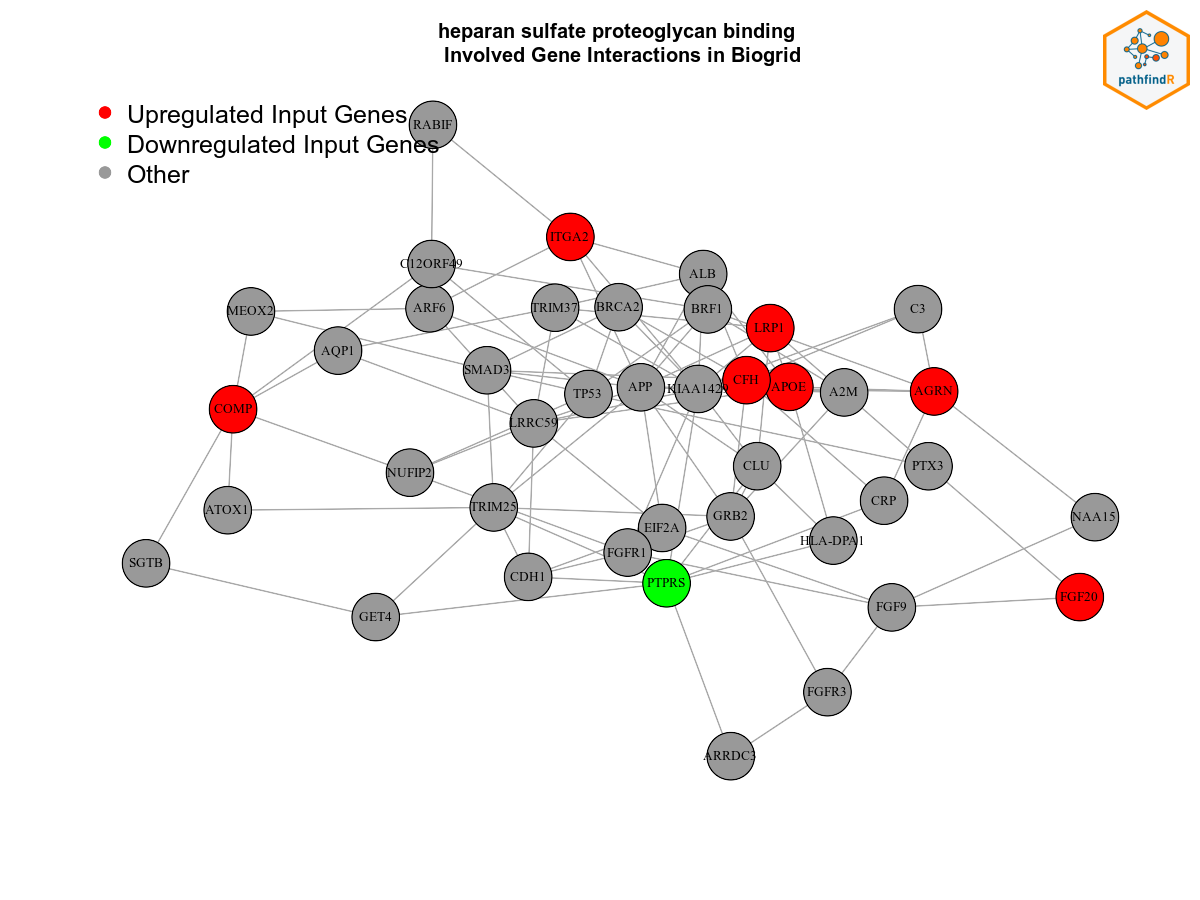 heparan sulfate proteoglycan binding
Involved Gene Interactions in Biogrid
pathfindR
Upregulated Input Genes
Downregulated Input Genes
Other
RABIF
ITGA2
C12ORF49
ALB
MEOX2
ARF6
TRIM37
BRCA2
BRF1
LRP1
C3
AQP1
SMAD3
TP53
APP
CFH
APOE
A2M
AGRN
COMP
LRRC59
NUFIP2
CLU
PTX3
ATOX1
TRIM25
EIF2A
GRB2
CRP
NAA15
SGTB
CDH1
FGFR1
PTPRS
HLA-DPA1
GET4
FGF9
FGF20
FGFR3
ARRDC3